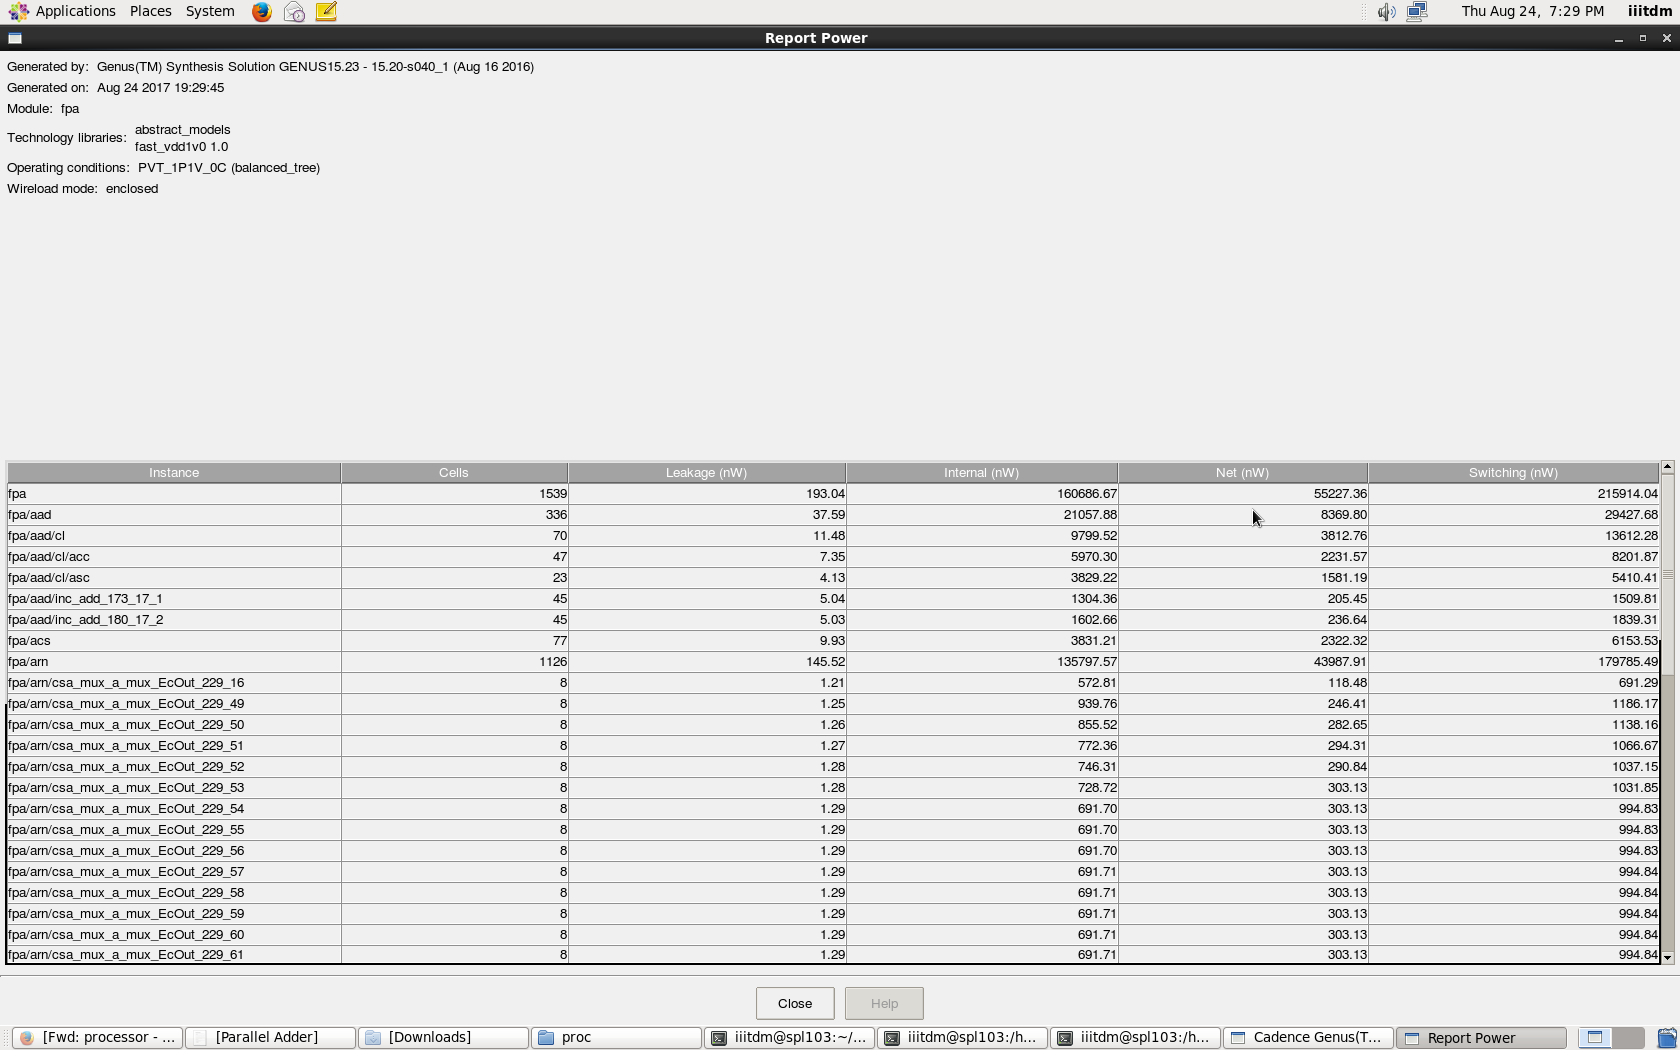 Applications Places System Thu Aug 24, 7:29 PM iiitdm
Report Power
Generated by: Genus(TM) Synthesis Solution GENUS15.23 - 15.20-s040_1 (Aug 16 2016)
Generated on: Aug 24 2017 19:29:45
Module: fpa
Technology libraries: abstract_models
fast_vdd1v0 1.0
Operating conditions: PVT_1P1V_0C (balanced_tree)
Wireload mode: enclosed
Instance Cells Leakage (nW) Internal (nW) Net (nW) Switching (nW)
fpa 1539 193.04 160686.67 55227.36 215914.04
fpa/aad 336 37.59 21057.88 8369.80 29427.68
fpa/aad/cl 70 11.48 9799.52 3812.76 13612.28
fpa/aad/cl/acc 47 7.35 5970.30 2231.57 8201.87
fpa/aad/cl/asc 23 4.13 3829.22 1581.19 5410.41
fpa/aad/inc_add_173_17_1 45 5.04 1304.36 205.45 1509.81
fpa/aad/inc_add_180_17_2 45 5.03 1602.66 236.64 1839.31
fpa/acs 77 9.93 3831.21 2322.32 6153.53
fpa/arn 1126 145.52 135797.57 43987.91 179785.49
fpa/arn/csa_mux_a_mux_EcOut_229_16 8 1.21 572.81 118.48 691.29
fpa/arn/csa_mux_a_mux_EcOut_229_49 8 1.25 939.76 246.41 1186.17
fpa/arn/csa_mux_a_mux_EcOut_229_50 8 1.26 855.52 282.65 1138.16
fpa/arn/csa_mux_a_mux_EcOut_229_51 8 1.27 772.36 294.31 1066.67
fpa/arn/csa_mux_a_mux_EcOut_229_52 8 1.28 746.31 290.84 1037.15
fpa/arn/csa_mux_a_mux_EcOut_229_53 8 1.28 728.72 303.13 1031.85
fpa/arn/csa_mux_a_mux_EcOut_229_54 8 1.29 691.70 303.13 994.83
fpa/arn/csa_mux_a_mux_EcOut_229_55 8 1.29 691.70 303.13 994.83
fpa/arn/csa_mux_a_mux_EcOut_229_56 8 1.29 691.70 303.13 994.83
fpa/arn/csa_mux_a_mux_EcOut_229_57 8 1.29 691.71 303.13 994.84
fpa/arn/csa_mux_a_mux_EcOut_229_58 8 1.29 691.71 303.13 994.84
fpa/arn/csa_mux_a_mux_EcOut_229_59 8 1.29 691.71 303.13 994.84
fpa/arn/csa_mux_a_mux_EcOut_229_60 8 1.29 691.71 303.13 994.84
fpa/arn/csa_mux_a_mux_EcOut_229_61 8 1.29 691.71 303.13 994.84
Close Help
[Fwd: processor - ... [Parallel Adder] [Downloads] proc iiitdm@spl103:~/... iiitdm@spl103:/h... iiitdm@spl103:/h... Cadence Genus(T... Report Power